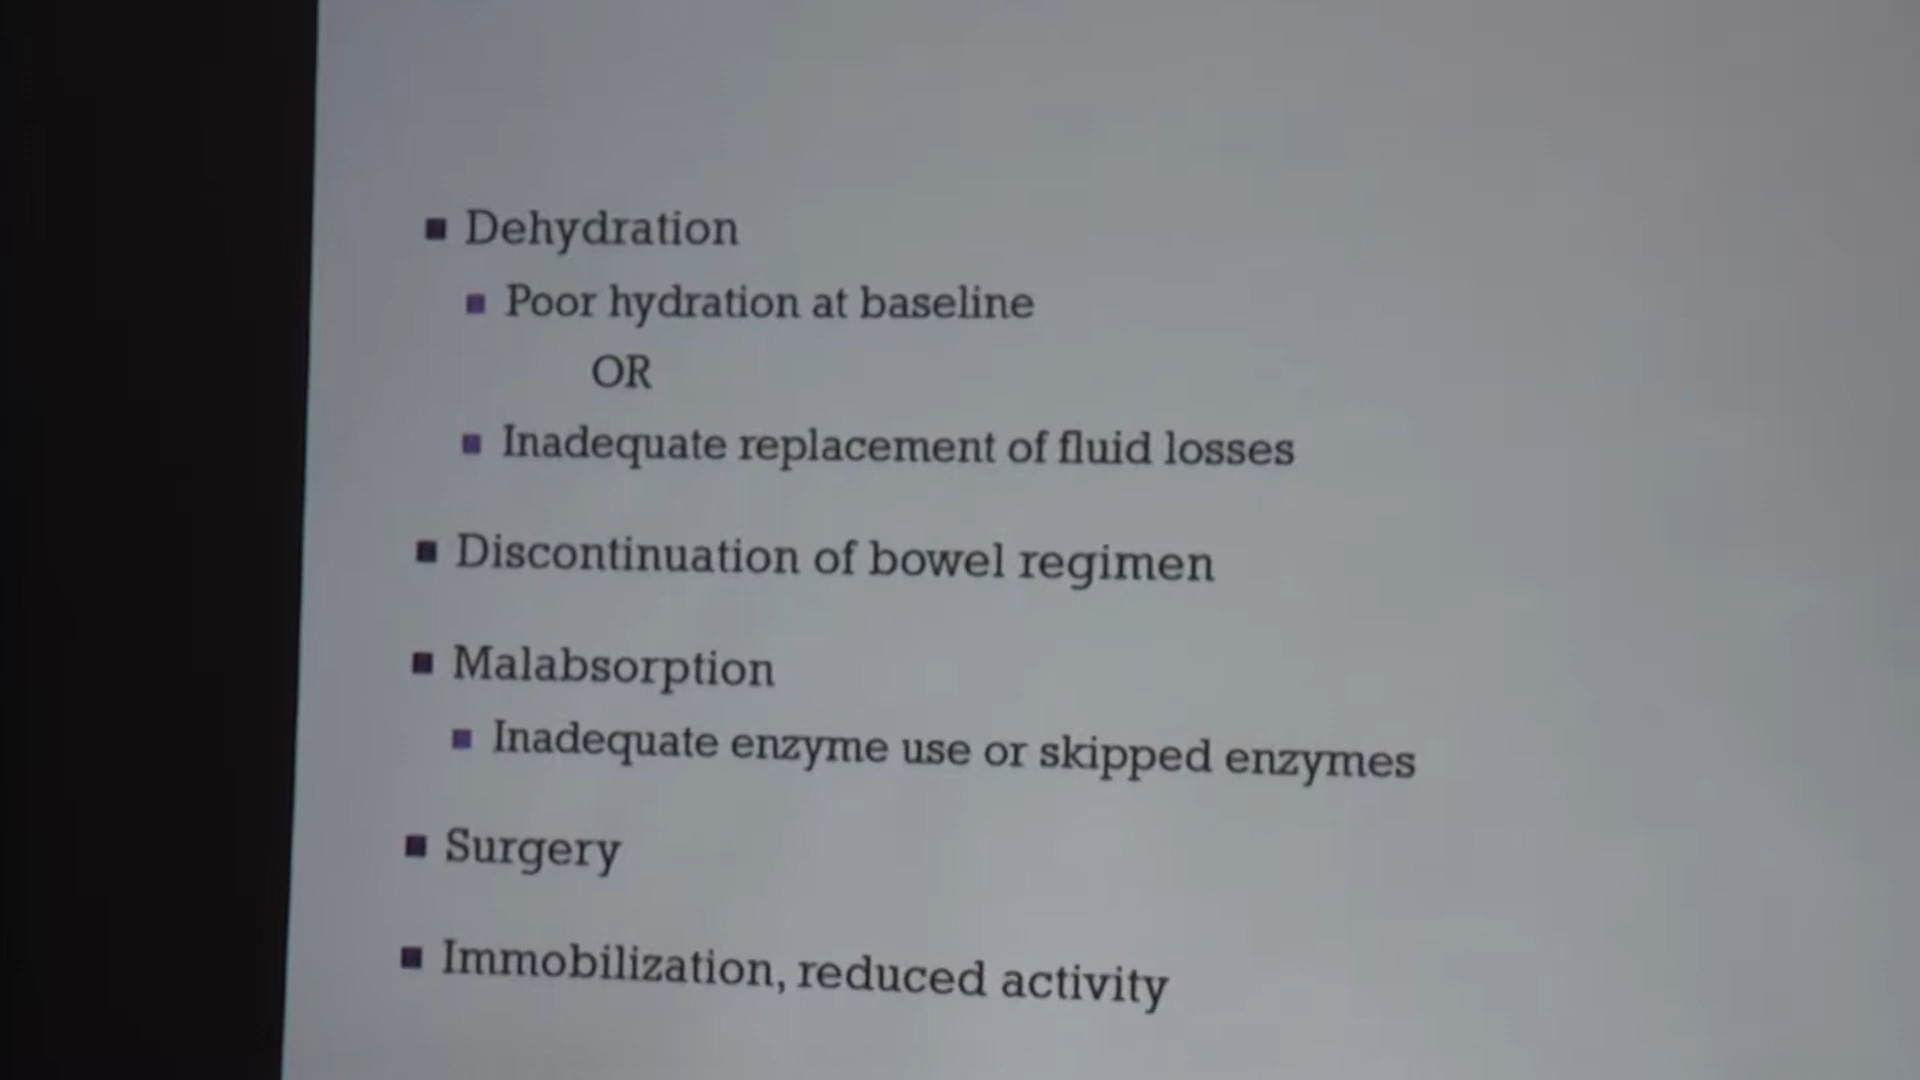 Dehydration
Poor hydration at baseline
OR
Inadequate replacement of fluid losses
Discontinuation of bowel regimen
Malabsorption
Inadequate enzyme use or skipped enzymes
Surgery
Immobilization, reduced activity